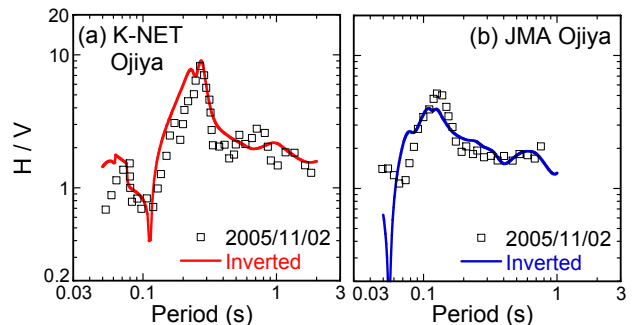 20
10
1
0.2
H / V
(a) K-NET
Ojiya
2005/11/02
Inverted
0.03
0.1
1
3
Period (s)
(b) JMA Ojiya
2005/11/02
Inverted
0.03
0.1
1
3
Period (s)